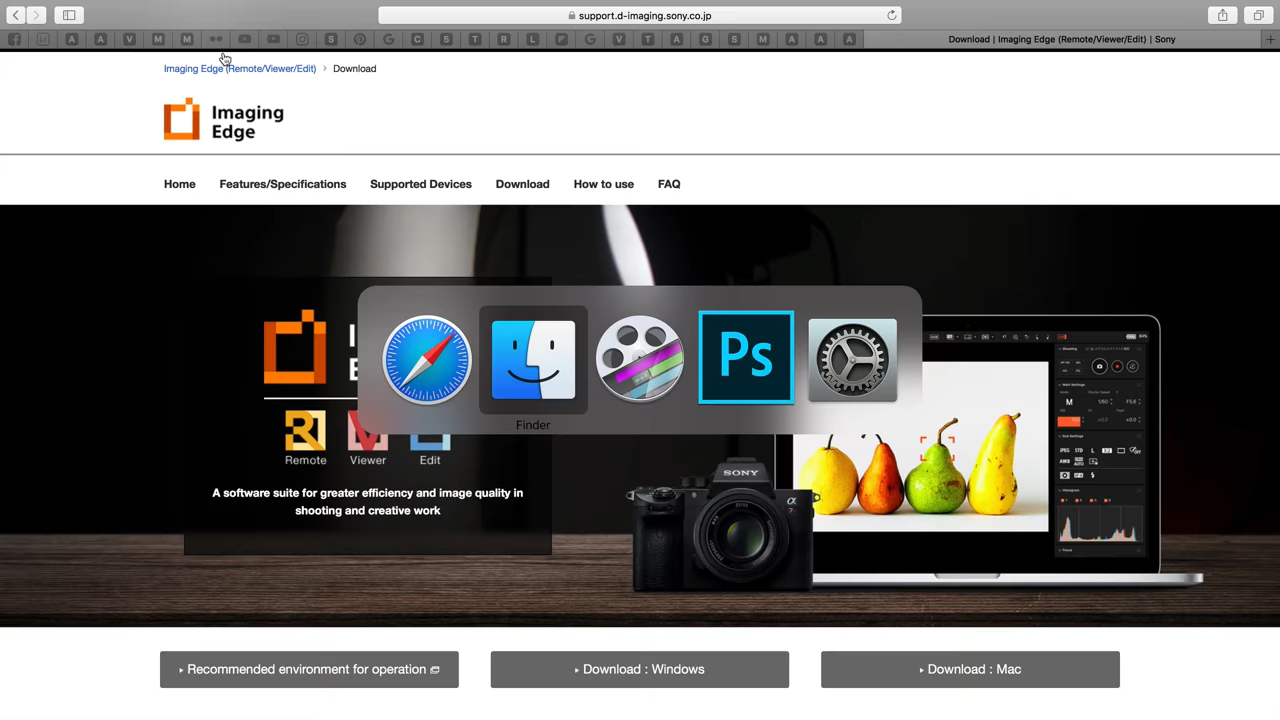 support.d-imaging.sony.co.jp
A A V M M S G C 5 T R L F G V T A G S M A A A
Download | Imaging Edge (Remote/Viewer/Edit) | Sony
Imaging Edge (Remote/Viewer/Edit) > Download
Imaging
Edge
Home Features/Specifications Supported Devices Download How to use FAQ
Ps
Finder
Remote Viewer Edit
A software suite for greater efficiency and image quality in
shooting and creative work
SONY
Recommended environment for operation
Download : Windows
Download : Mac